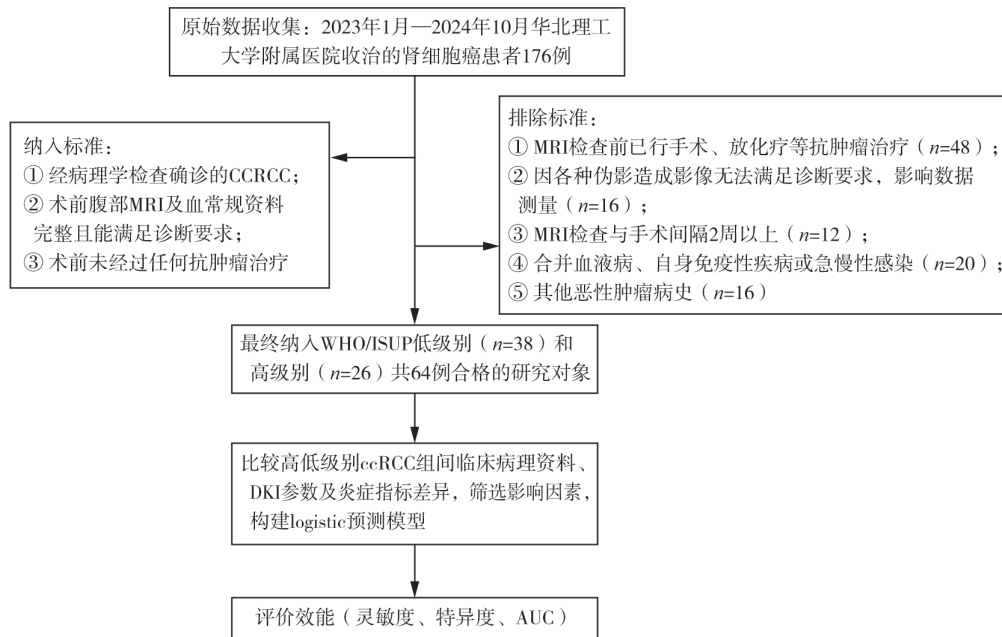 原始数据收集：2023年1月—2024年10月华北理工
大学附属医院收治的肾细胞癌患者176例
纳入标准：
① 经病理学检查确诊的CCRCC；
② 术前腹部MRI及血常规资料
完整且能满足诊断要求；
③ 术前未经过任何抗肿瘤治疗
排除标准：
① MRI检查前已行手术、放化疗等抗肿瘤治疗（n=48）；
② 因各种伪影造成影像无法满足诊断要求，影响数据
测量（n=16）；
③ MRI检查与手术间隔2周以上（n=12）；
④ 合并血液病、自身免疫性疾病或急慢性感染（n=20）；
⑤ 其他恶性肿瘤病史（n=16）
最终纳入WHO/ISUP低级别（n=38）和
高级别（n=26）共64例合格的研究对象
比较高低级别ccRCC组间临床病理资料、
DKI参数及炎症指标差异，筛选影响因素，
构建logistic预测模型
评价效能（灵敏度、特异度、AUC）